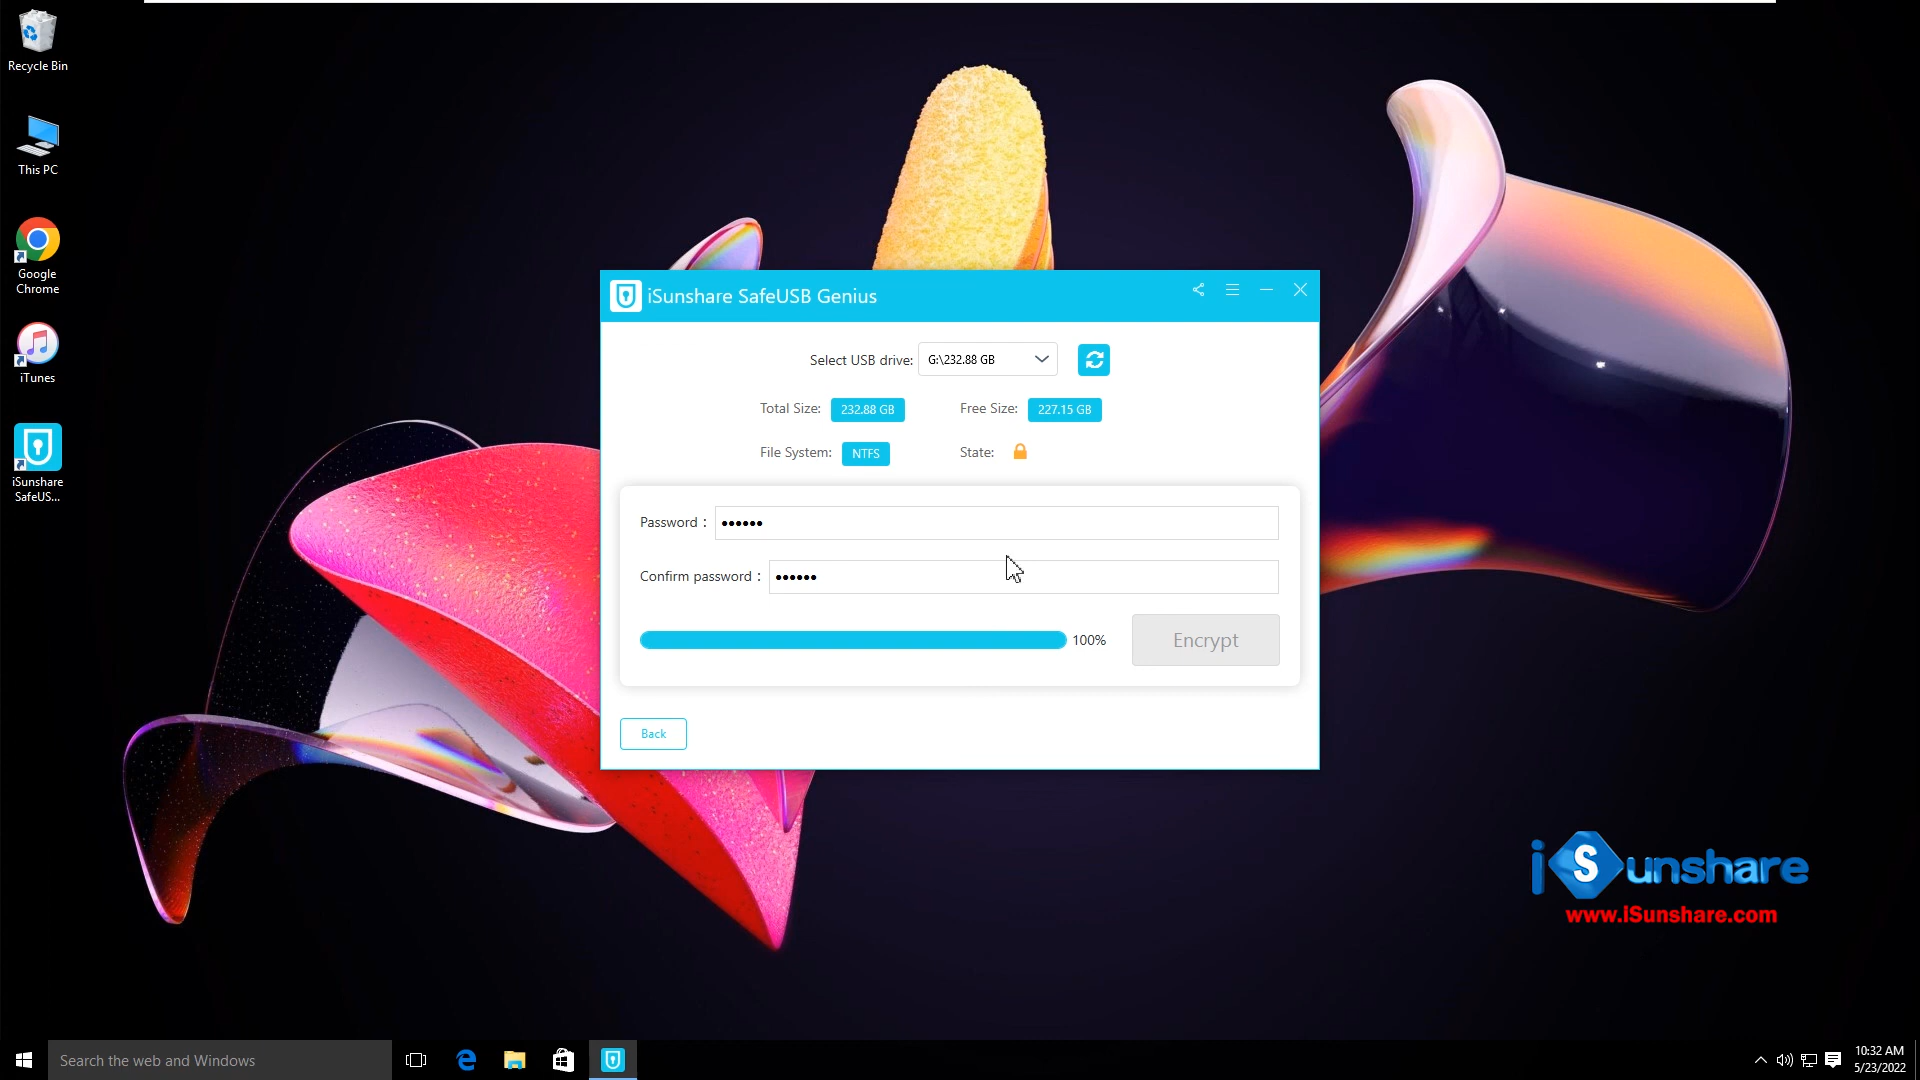 Recycle Bin
This PC
Google
Chrome
iTunes
iSunshare
SafeUS...
iSunshare SafeUSB Genius
Select USB drive: G:\232.88 GB
Total Size: 232.88 GB Free Size: 227.15 GB
File System: NTFS State:
Password : ••••••
Confirm password : ••••••
100% Encrypt
Back
iSunshare
www.iSunshare.com
Search the web and Windows
10:32 AM
5/23/2022